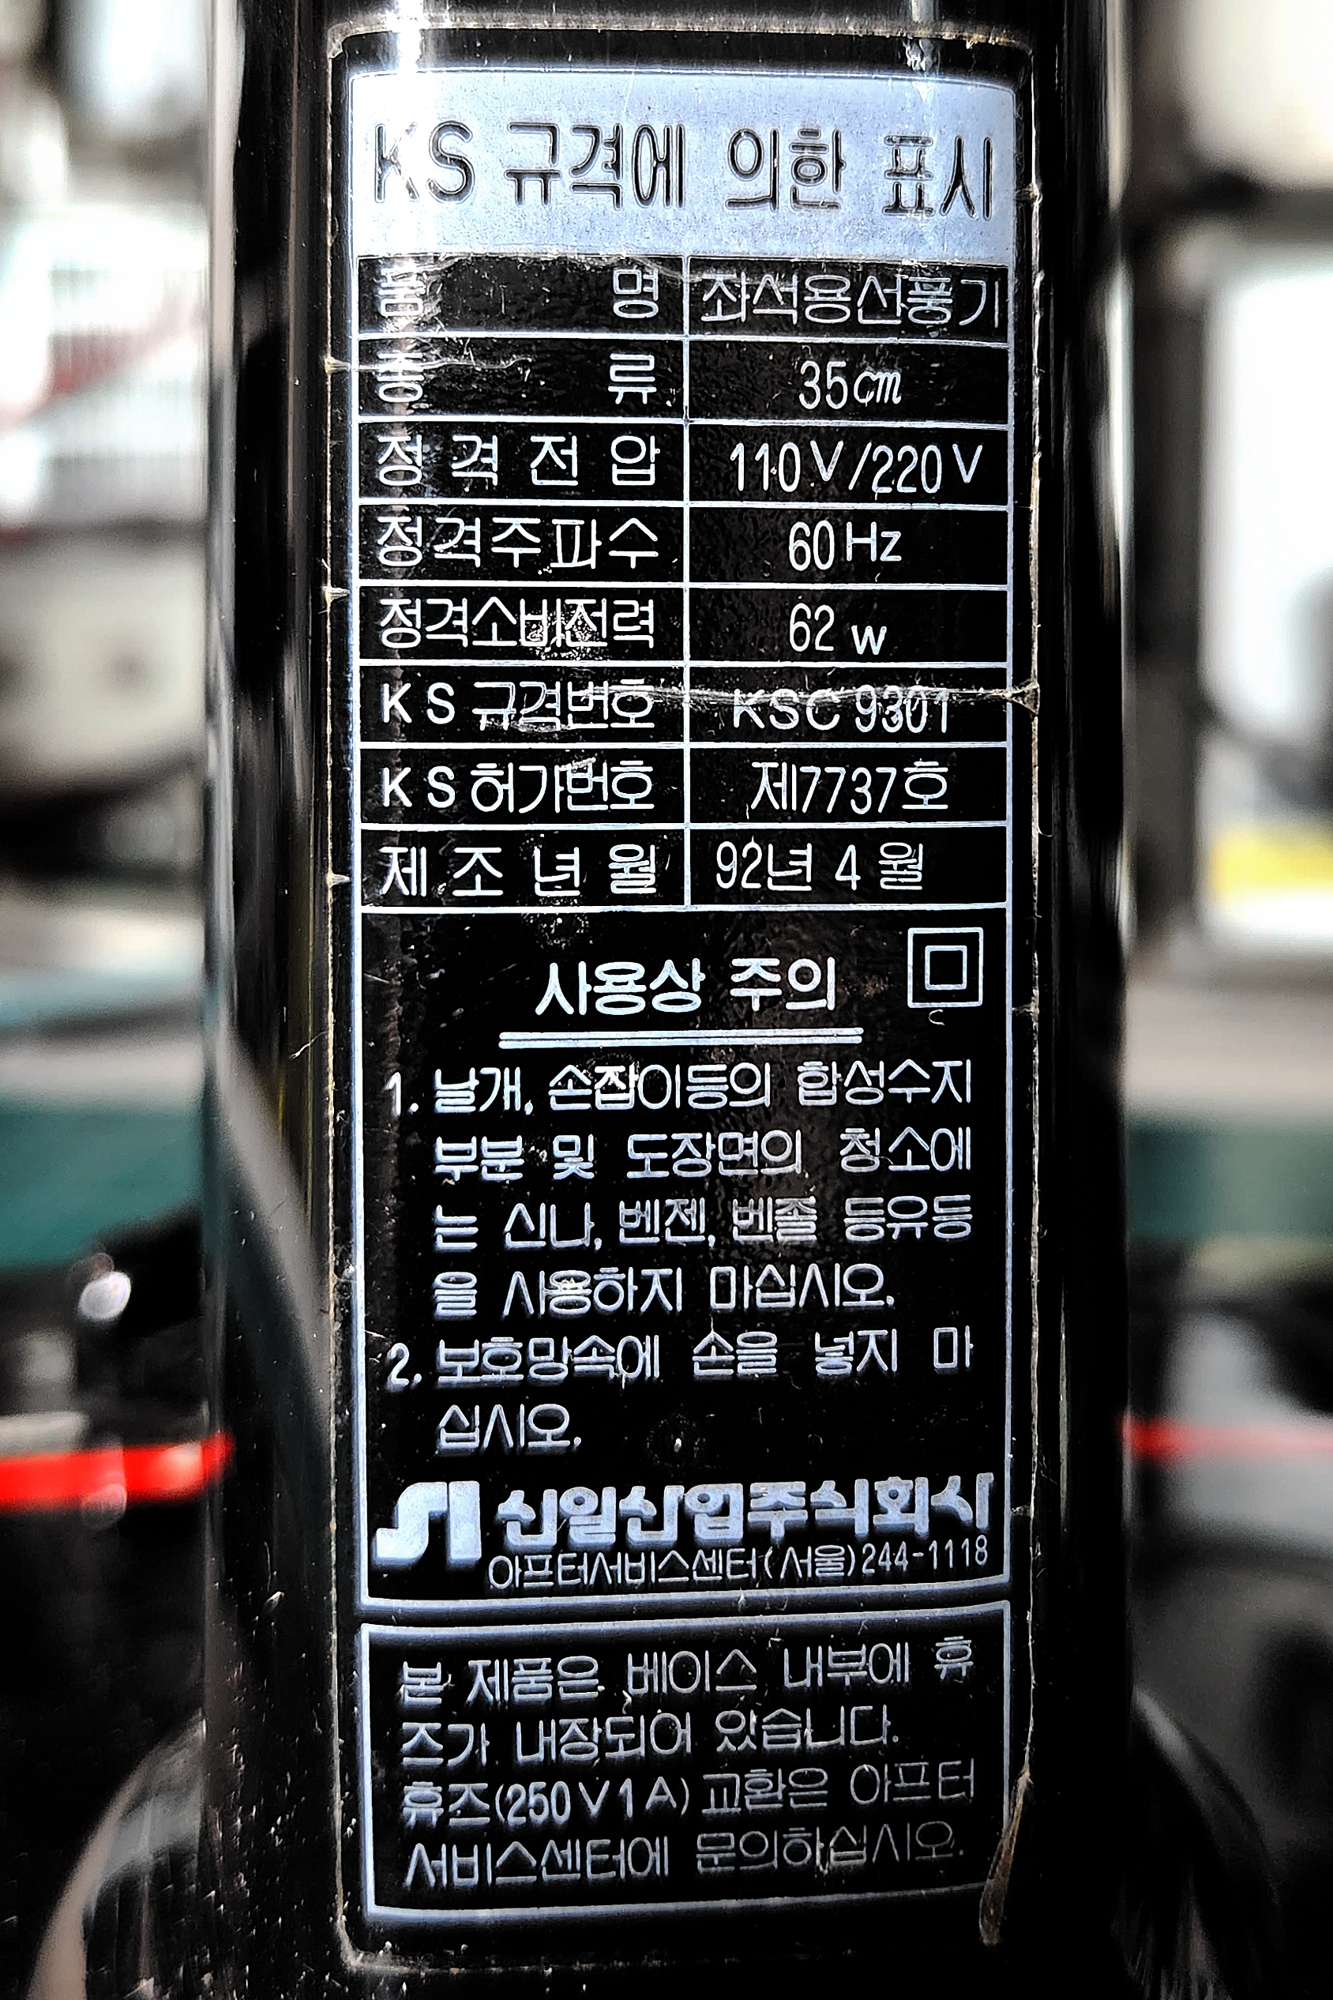 KS 규격에 의한 표시
품 명 좌석용선풍기
종 류 35cm
정 격 전 압 110V/220V
정격주파수 60Hz
정격소비전력 62 w
KS 규격번호 KSC 9301
KS 허가번호 제7737호
제 조 년 월 92년 4 월
사용상 주의
1. 날개, 손잡이등의 합성수지
부분 및 도장면의 청소에
는 신나, 벤젠, 벤졸 등유등
을 사용하지 마십시오.
2. 보호망속에 손을 넣지 마
십시오.
신일산업주식회사
아프터서비스센터(서울)244-1118
본 제품은 베이스 내부에 휴
즈가 내장되어 있습니다.
휴즈(250V1A) 교환은 아프터
서비스센터에 문의하십시오.